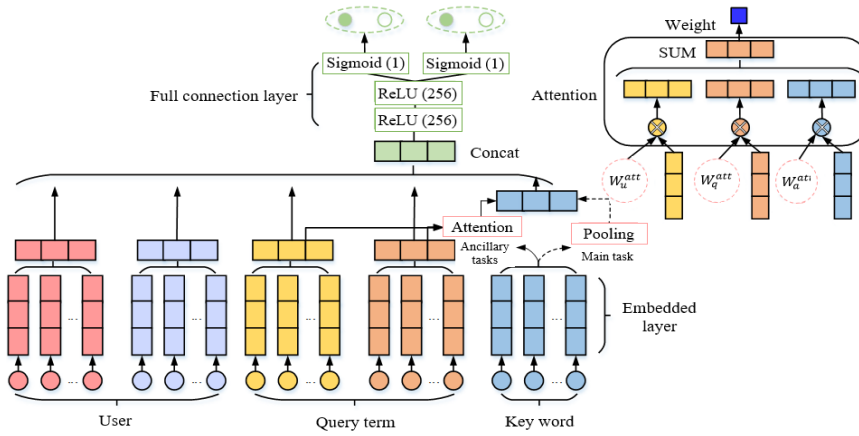 Sigmoid (1)
Sigmoid (1)
Full connection layer
ReLU (256)
ReLU (256)
Concat
Weight
SUM
Attention
W_u^{att}
W_q^{att}
W_a^{att}
Attention
Pooling
Ancillary
tasks
Main task
...
...
...
...
...
Embedded
layer
...
...
...
...
...
User
Query term
Key word